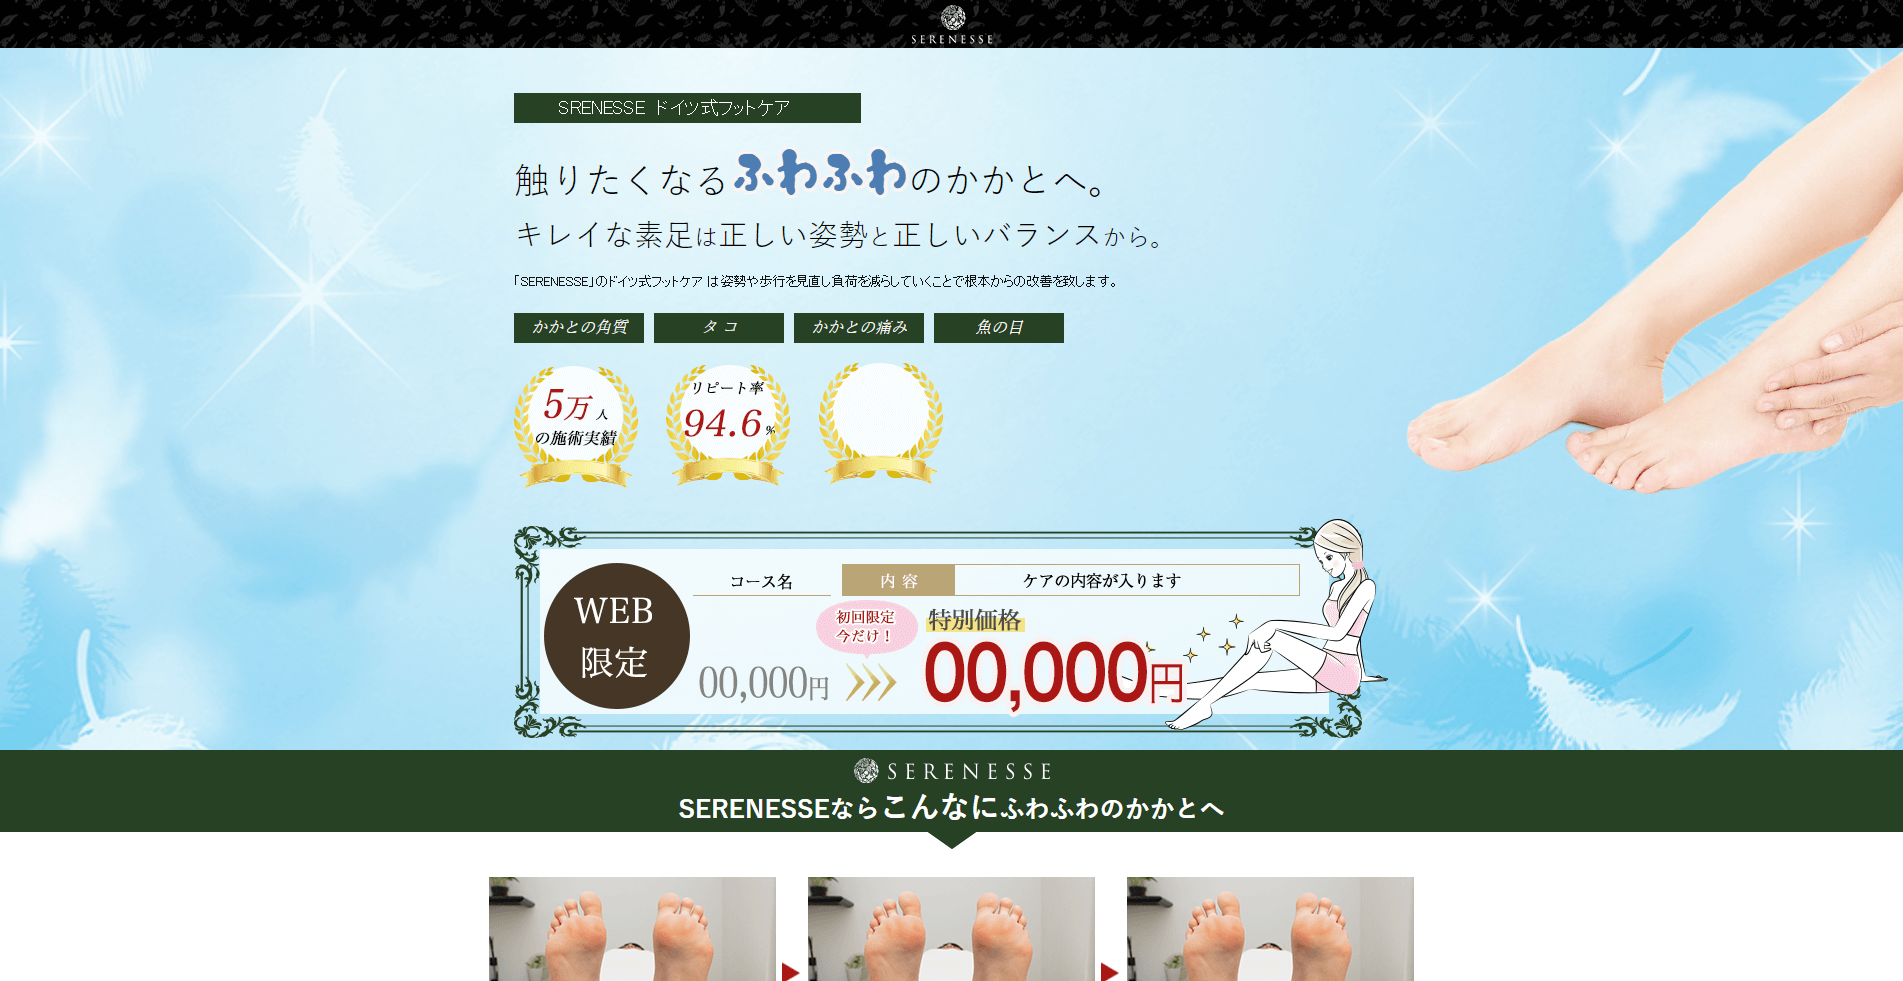 SERENESSE
SRENESSE ドイツ式フットケア
触りたくなるふわふわのかかとへ。
キレイな素足は正しい姿勢と正しいバランスから。
「SERENESSE」のドイツ式フットケア は 姿勢や歩行を見直し負荷を減らしていくことで根本からの改善を致します。
かかとの角質 タ コ かかとの痛み 魚の目
5万人
の施術実績
リピート率
94.6%
WEB
限定
コース名
内 容 ケアの内容が入ります
初回限定
今だけ！
特別価格
00,000円
00,000円
SERENESSE
SERENESSEならこんなにふわふわのかかとへ